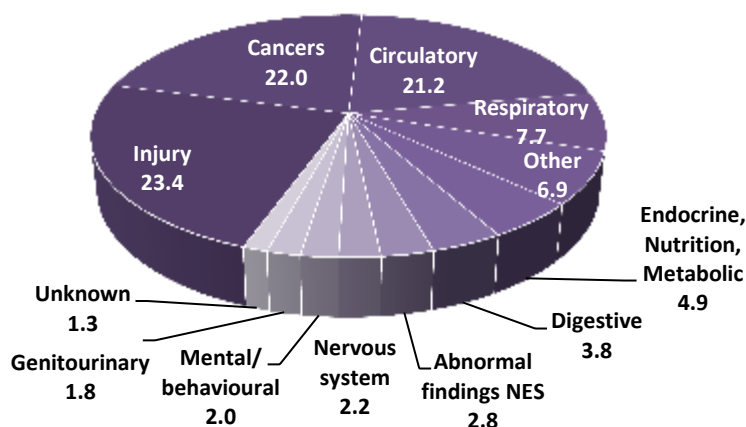 Cancers
22.0
Circulatory
21.2
Respiratory
7.7
Other
6.9
Injury
23.4
Endocrine,
Nutrition,
Metabolic
4.9
Digestive
3.8
Abnormal
findings NES
2.8
Nervous
system
2.2
Mental/
behavioural
2.0
Genitourinary
1.8
Unknown
1.3